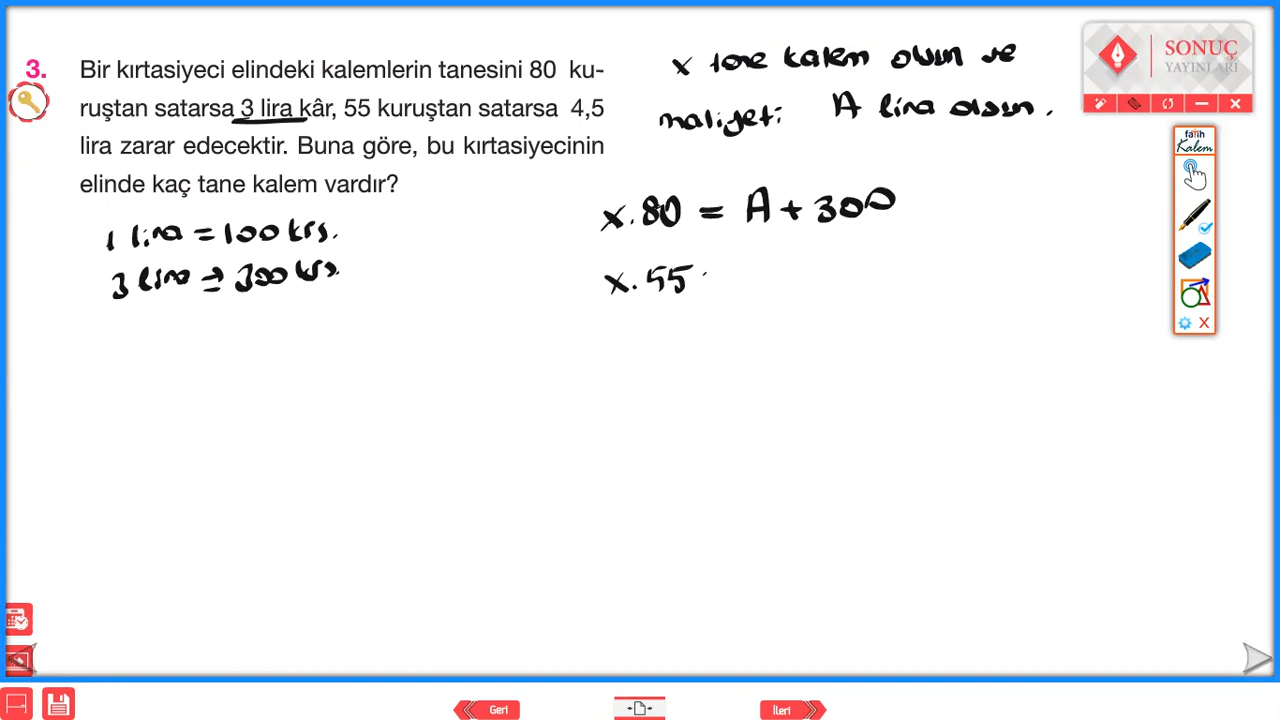 3. Bir kırtasiyeci elindeki kalemlerin tanesini 80 ku-
ruştan satarsa 3 lira kâr, 55 kuruştan satarsa 4,5
lira zarar edecektir. Buna göre, bu kırtasiyecinin
elinde kaç tane kalem vardır?
1 lira = 100 krş.
3 lira ⇒ 300 krş.
x tane kalem olsun ve
maliyeti A lira olsun.
x.80 = A + 300
x.55
SONUÇ
YAYINLARI
fatih
Kalem
Geri
İleri